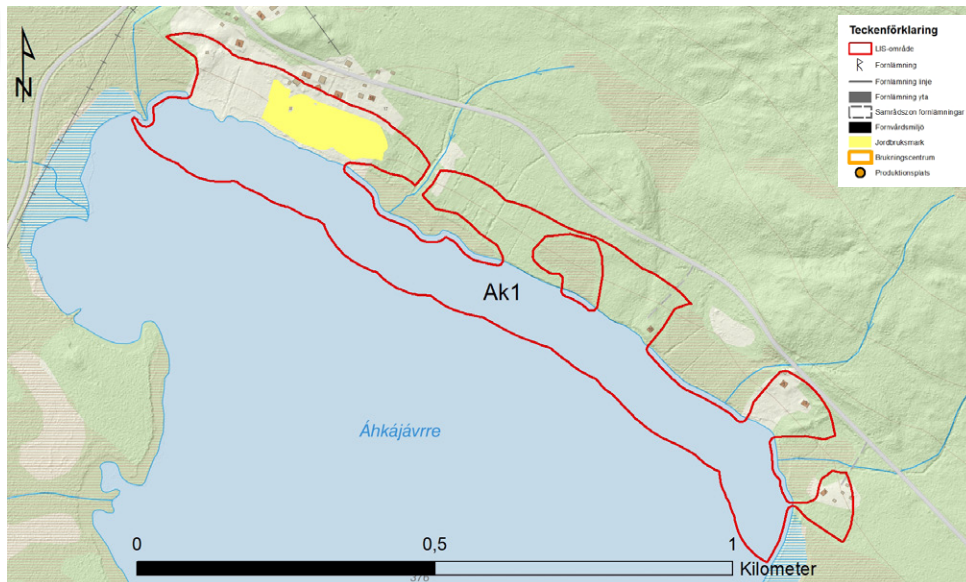 Teckenförklaring
LIS-område
R Fornlämning
Fornlämning linje
Fornlämning yta
Samrådszon fornlämningar
Fornvårdsmiljö
Jordbruksmark
Brukningscentrum
Produktionsplats
N
Ak1
Áhkájávrre
0 0,5 1
Kilometer
376